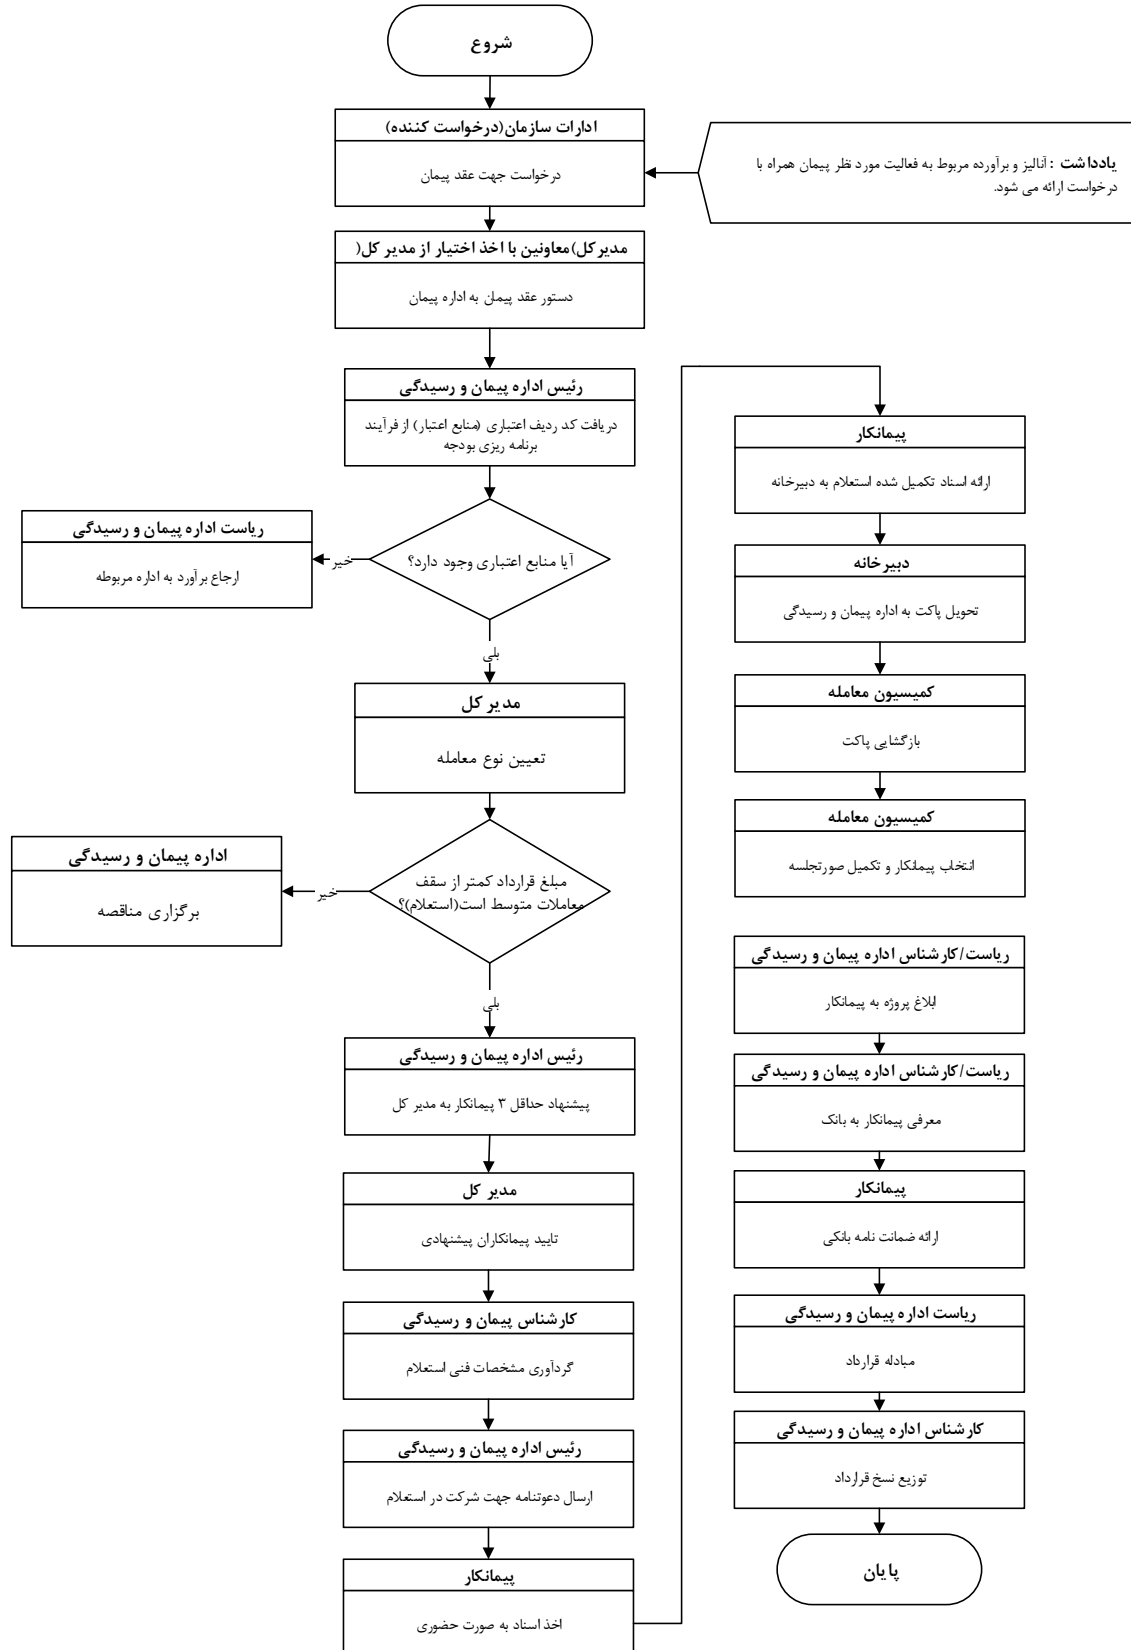 شروع
ادارات سازمان(درخواست کننده)
درخواست جهت عقد پیمان
یادداشت : آنالیز و برآورده مربوط به فعالیت مورد نظر پیمان همراه با
درخواست ارائه می شود.
مدیرکل)معاونین با اخذ اختیار از مدیر کل(
دستور عقد پیمان به اداره پیمان
رئیس اداره پیمان و رسیدگی
دریافت کد ردیف اعتباری (منابع اعتبار) از فرآیند
برنامه ریزی بودجه
آیا منابع اعتباری وجود دارد؟
خیر
ریاست اداره پیمان و رسیدگی
ارجاع برآورد به اداره مربوطه
بلی
مدیر کل
تعیین نوع معامله
مبلغ قرارداد کمتر از سقف
معاملات متوسط است(استعلام)؟
خیر
اداره پیمان و رسیدگی
برگزاری مناقصه
بلی
رئیس اداره پیمان و رسیدگی
پیشنهاد حداقل ۳ پیمانکار به مدیر کل
مدیر کل
تایید پیمانکاران پیشنهادی
کارشناس پیمان و رسیدگی
گردآوری مشخصات فنی استعلام
رئیس اداره پیمان و رسیدگی
ارسال دعوتنامه جهت شرکت در استعلام
پیمانکار
اخذ اسناد به صورت حضوری
پیمانکار
ارائه اسناد تکمیل شده استعلام به دبیرخانه
دبیرخانه
تحویل پاکت به اداره پیمان و رسیدگی
کمیسیون معامله
بازگشایی پاکت
کمیسیون معامله
انتخاب پیمانکار و تکمیل صورتجلسه
ریاست/کارشناس اداره پیمان و رسیدگی
ابلاغ پروژه به پیمانکار
ریاست/کارشناس اداره پیمان و رسیدگی
معرفی پیمانکار به بانک
پیمانکار
ارائه ضمانت نامه بانکی
ریاست اداره پیمان و رسیدگی
مبادله قرارداد
کارشناس اداره پیمان و رسیدگی
توزیع نسخ قرارداد
پایان